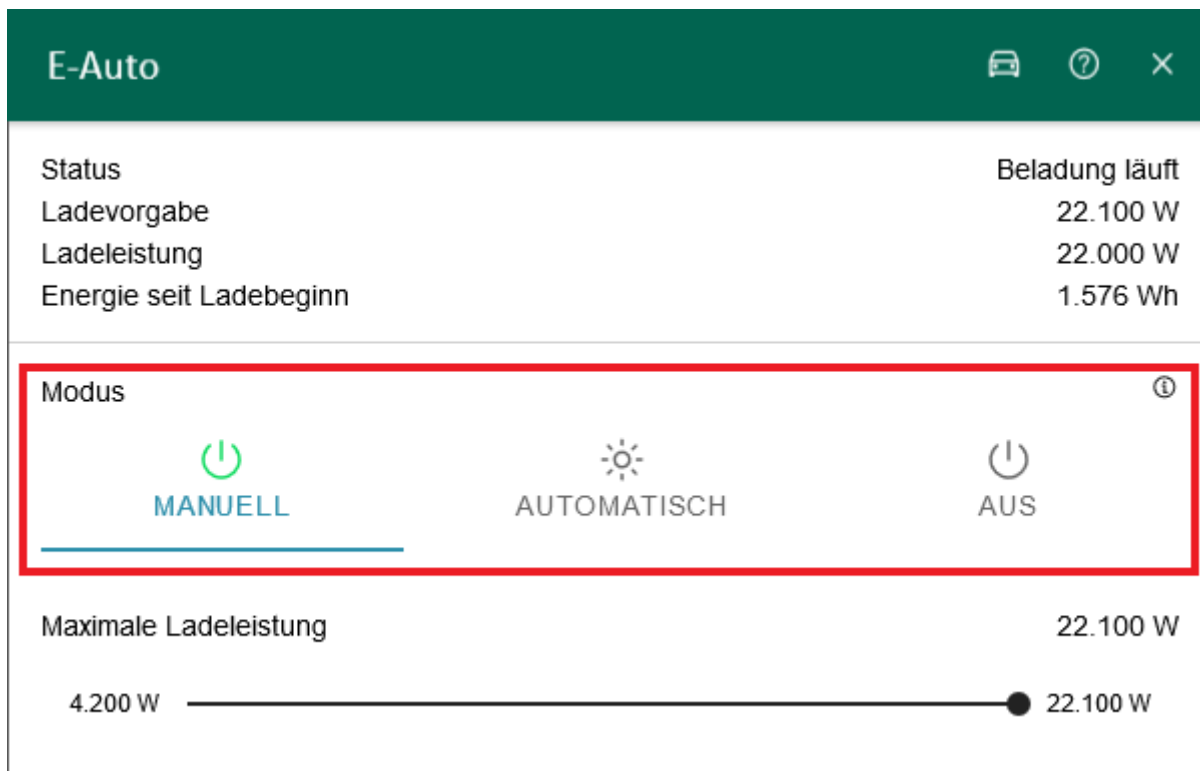 E-Auto
Status Beladung läuft
Ladevorgabe 22.100 W
Ladeleistung 22.000 W
Energie seit Ladebeginn 1.576 Wh
Modus
MANUELL AUTOMATISCH AUS
Maximale Ladeleistung 22.100 W
4.200 W 22.100 W